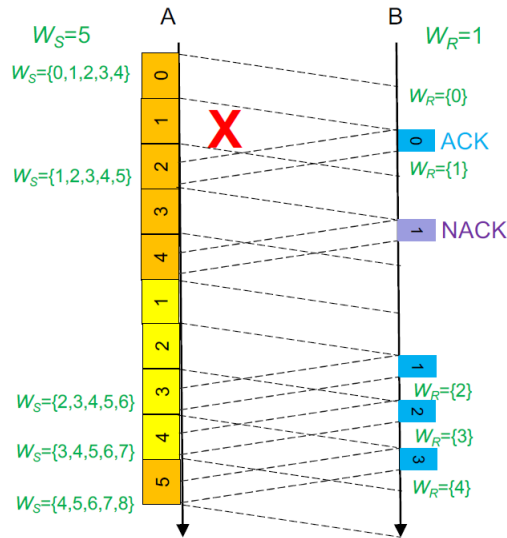 A
B
W_S=5
W_R=1
W_S={0,1,2,3,4}
0
W_R={0}
1
X
0
ACK
2
W_R={1}
W_S={1,2,3,4,5}
3
1
NACK
4
1
2
1
3
W_R={2}
W_S={2,3,4,5,6}
2
4
W_R={3}
W_S={3,4,5,6,7}
3
5
W_R={4}
W_S={4,5,6,7,8}